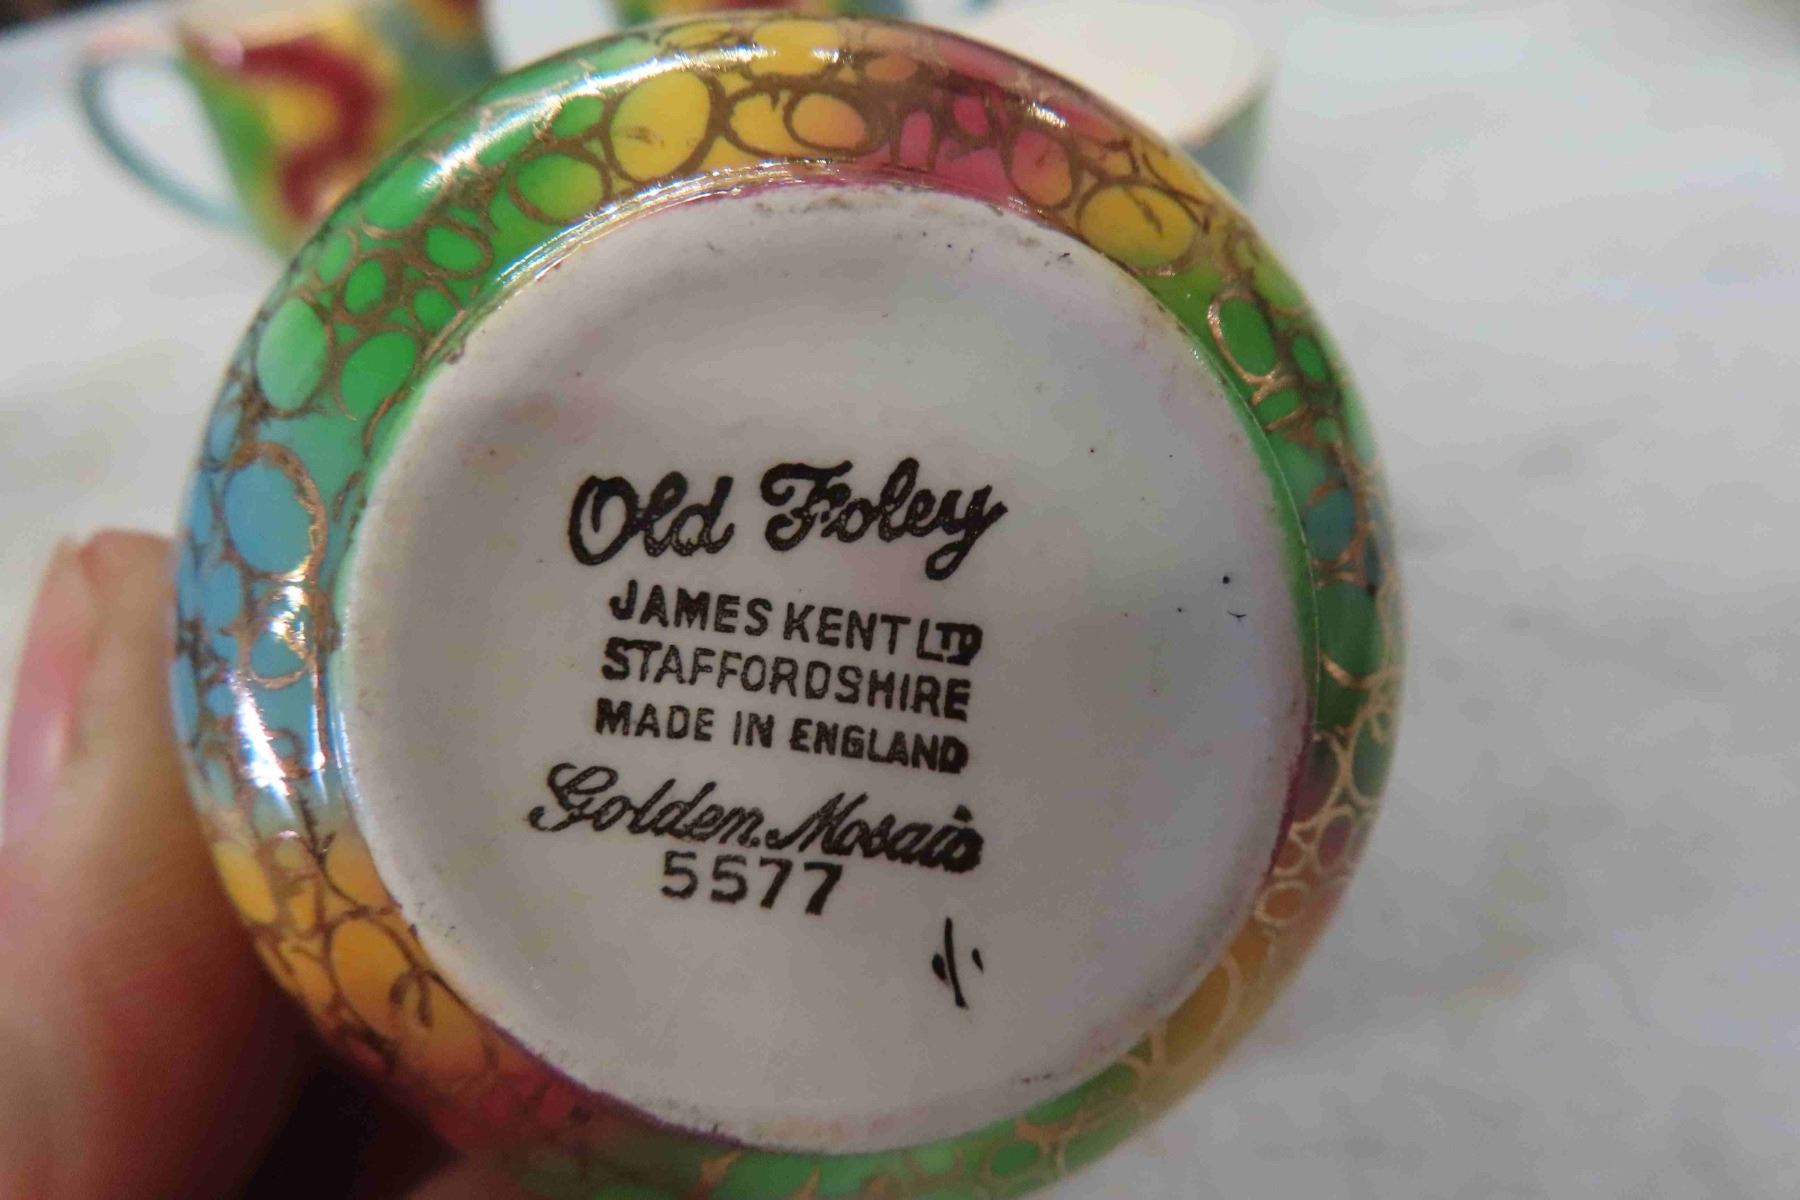 Old Foley
JAMES KENT LTD
STAFFORDSHIRE
MADE IN ENGLAND
Golden Mosaic
5577